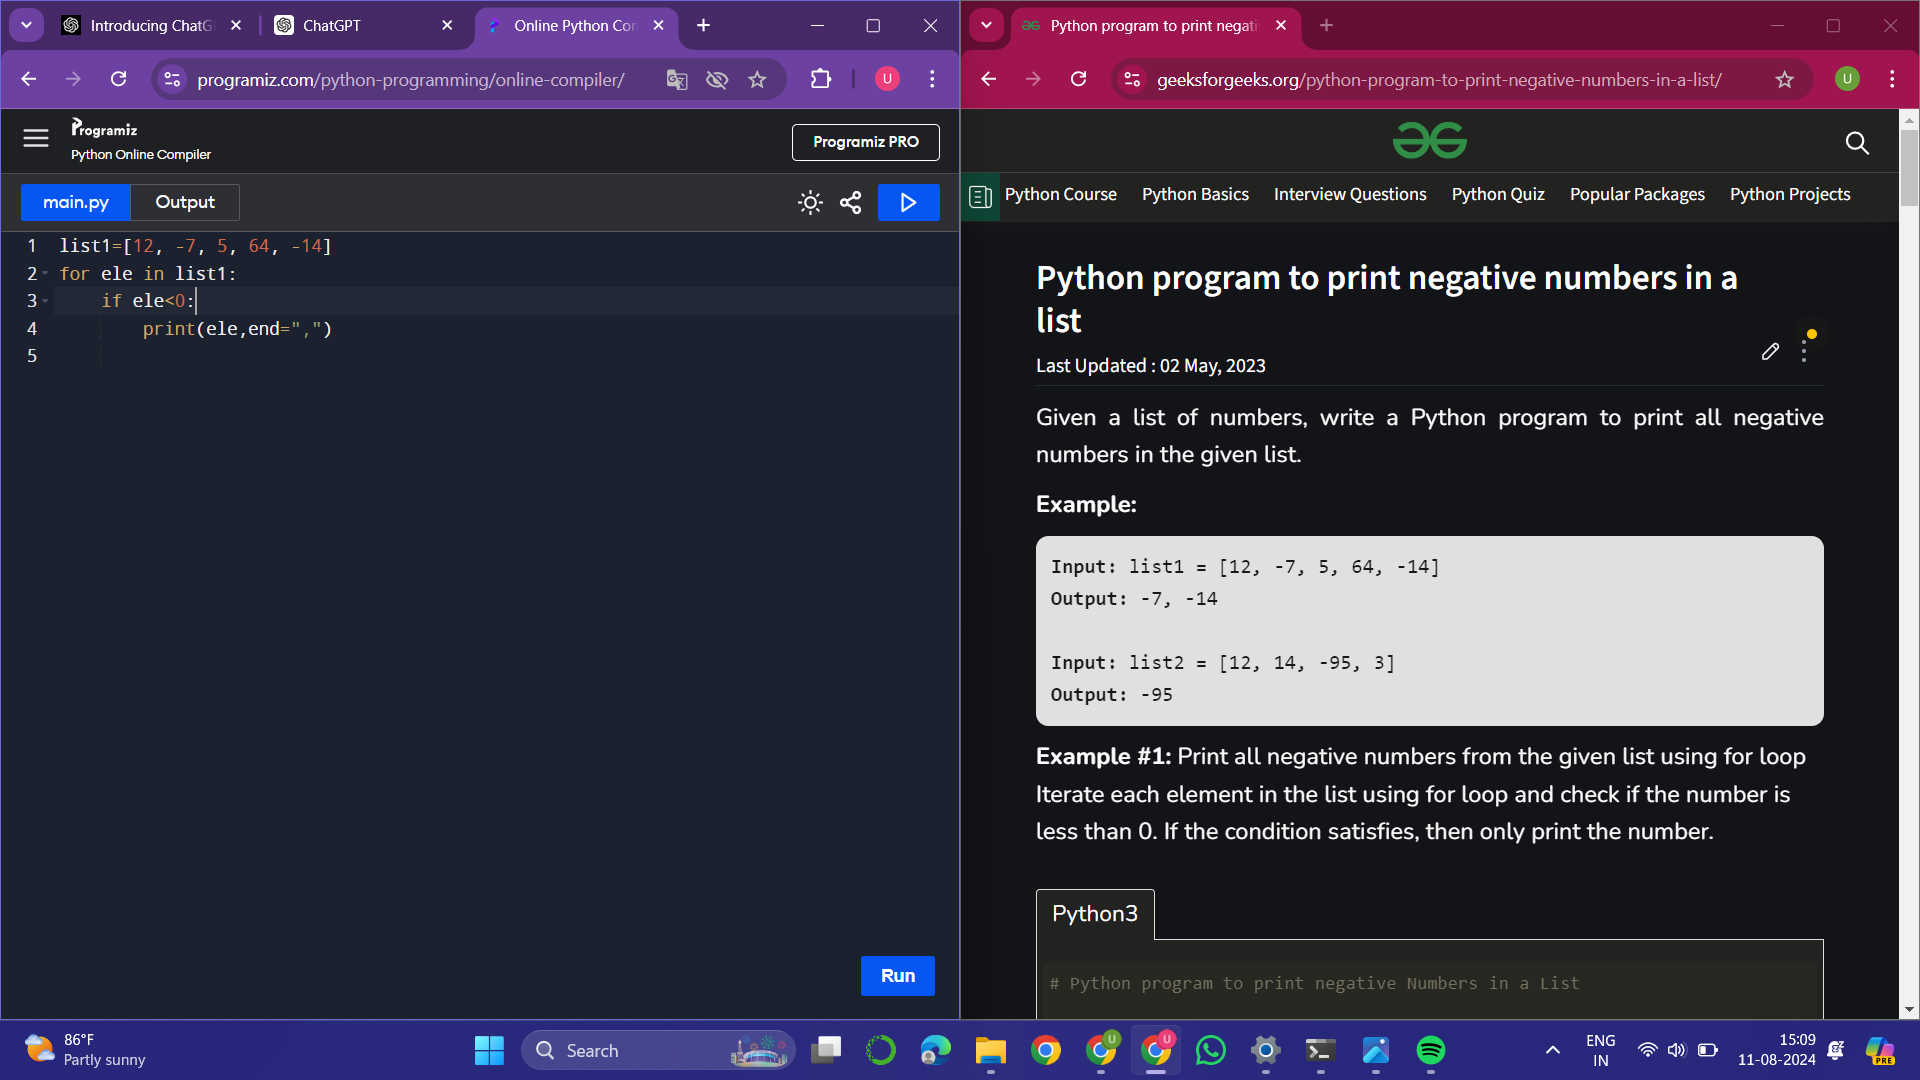 Introducing ChatG
ChatGPT
Online Python Con
programiz.com/python-programming/online-compiler/
U
Programiz
Python Online Compiler
Programiz PRO
main.py
Output
1 list1=[12, -7, 5, 64, -14]
2 for ele in list1:
3 if ele<0:
4 print(ele,end=",")
5
Run
Python program to print negati
geeksforgeeks.org/python-program-to-print-negative-numbers-in-a-list/
U
Python Course
Python Basics
Interview Questions
Python Quiz
Popular Packages
Python Projects
Python program to print negative numbers in a
list
Last Updated : 02 May, 2023
Given a list of numbers, write a Python program to print all negative
numbers in the given list.
Example:
Input: list1 = [12, -7, 5, 64, -14]
Output: -7, -14
Input: list2 = [12, 14, -95, 3]
Output: -95
Example #1: Print all negative numbers from the given list using for loop
Iterate each element in the list using for loop and check if the number is
less than 0. If the condition satisfies, then only print the number.
Python3
# Python program to print negative Numbers in a List
86°F
Partly sunny
Search
U
U
ENG
IN
15:09
11-08-2024
PRE